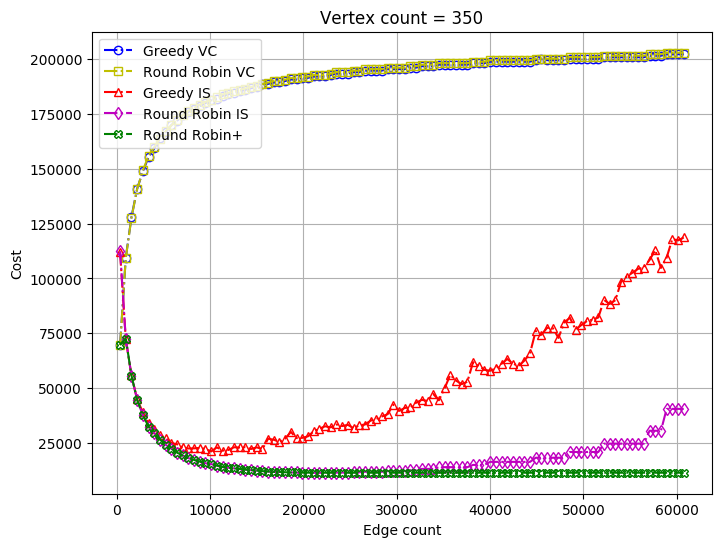 Vertex count = 350
Greedy VC
Round Robin VC
Greedy IS
Round Robin IS
Round Robin+
200000
175000
150000
125000
100000
75000
50000
25000
Cost
0 10000 20000 30000 40000 50000 60000
Edge count